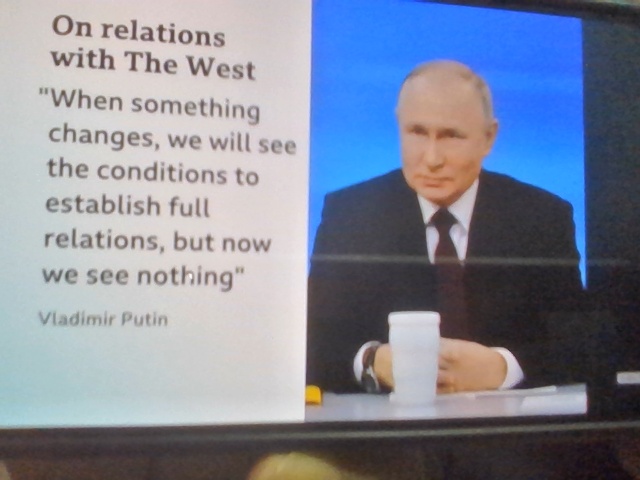 On relations
with The West
"When something
changes, we will see
the conditions to
establish full
relations, but now
we see nothing"
Vladimir Putin